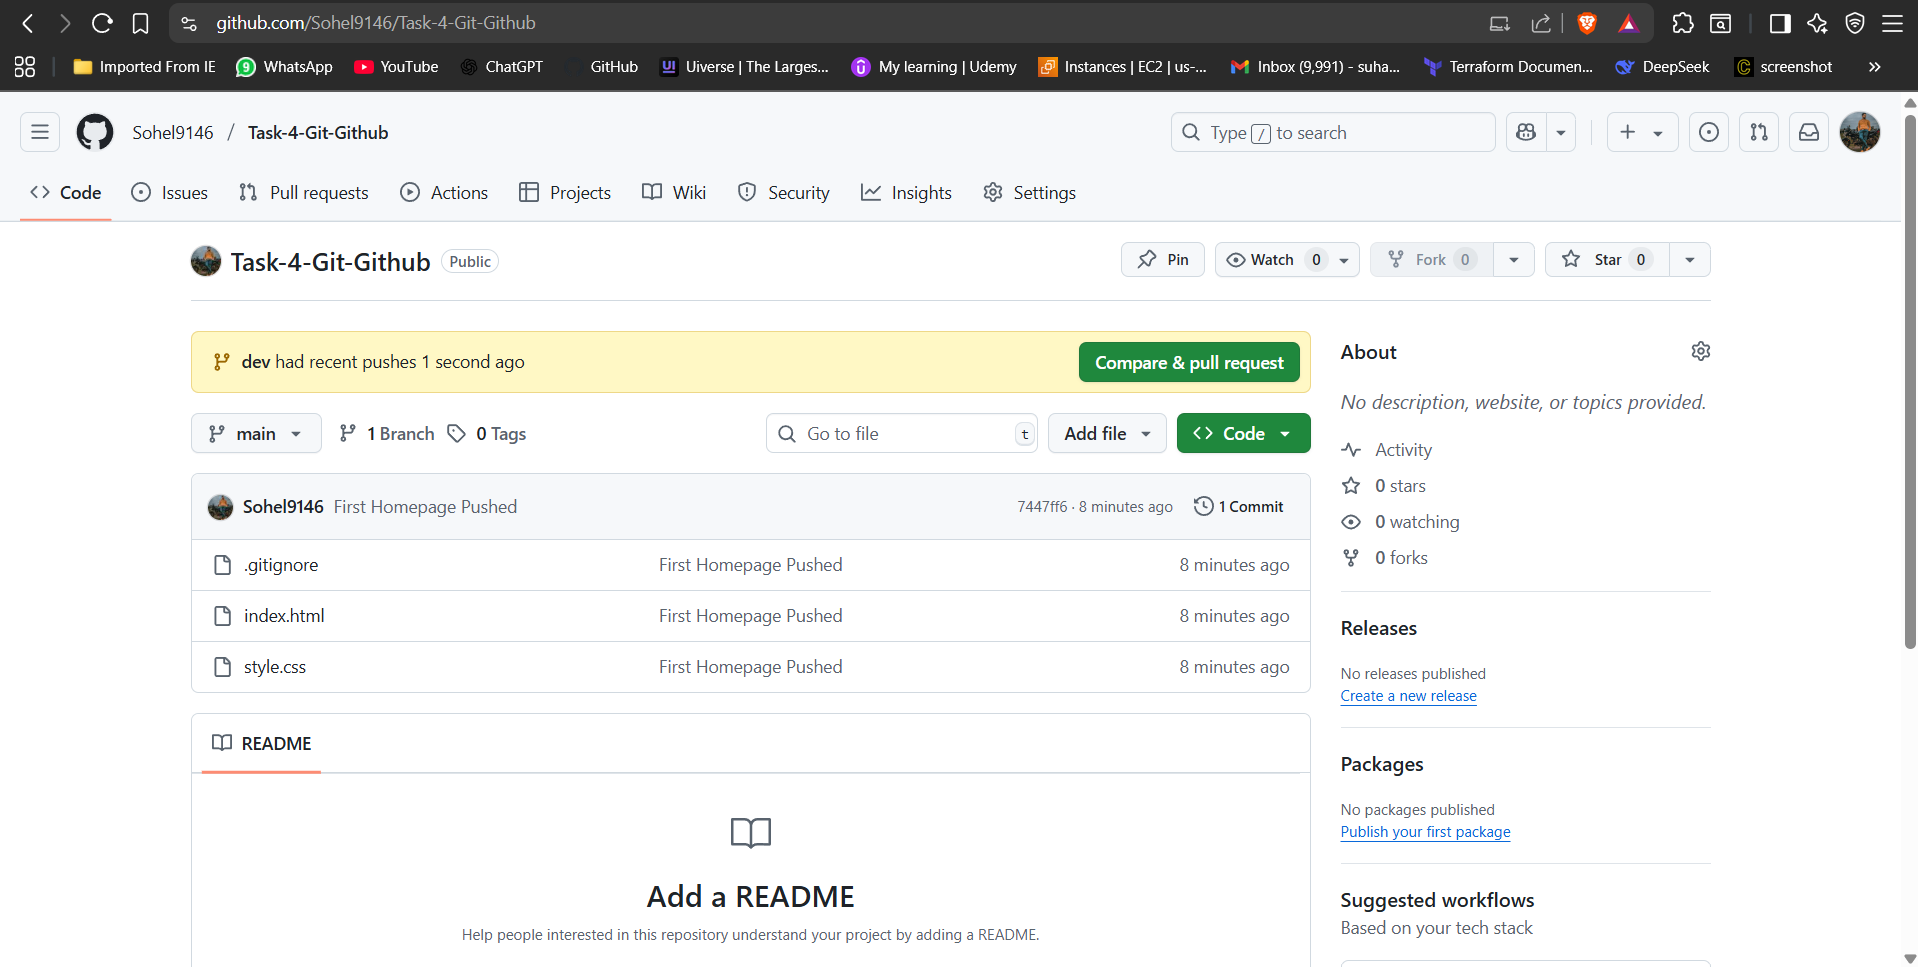 github.com/Sohel9146/Task-4-Git-Github
Imported From IE
9
WhatsApp
YouTube
ChatGPT
GitHub
UI
Uiverse | The Larges...
My learning | Udemy
Instances | EC2 | us-...
Inbox (9,991) - suha...
Terraform Documen...
DeepSeek
screenshot
Sohel9146 / Task-4-Git-Github
Type / to search
Code
Issues
Pull requests
Actions
Projects
Wiki
Security
Insights
Settings
Task-4-Git-Github
Public
Pin
Watch 0
Fork 0
Star 0
dev had recent pushes 1 second ago
Compare & pull request
main
1 Branch
0 Tags
Go to file
t
Add file
Code
Sohel9146 First Homepage Pushed
7447ff6 · 8 minutes ago
1 Commit
.gitignore First Homepage Pushed 8 minutes ago
index.html First Homepage Pushed 8 minutes ago
style.css First Homepage Pushed 8 minutes ago
README
Add a README
Help people interested in this repository understand your project by adding a README.
About
No description, website, or topics provided.
Activity
0 stars
0 watching
0 forks
Releases
No releases published
Create a new release
Packages
No packages published
Publish your first package
Suggested workflows
Based on your tech stack